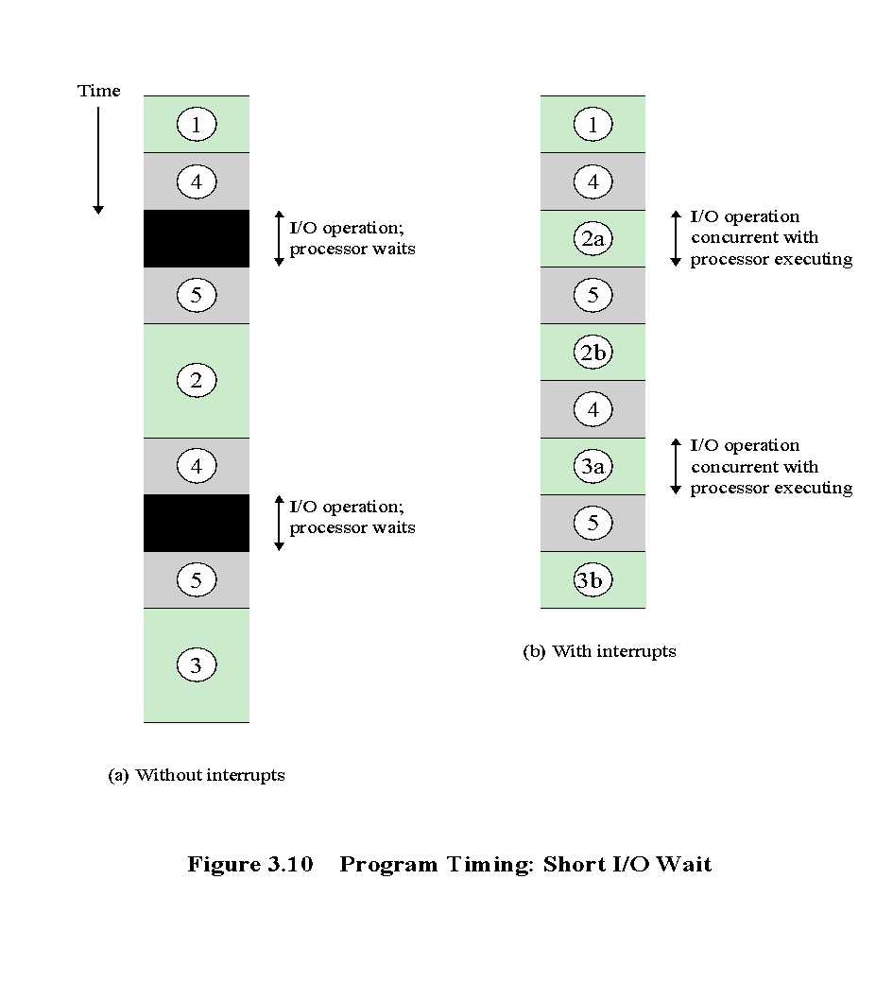 Time
1
4
I/O operation;
processor waits
5
2
4
I/O operation;
processor waits
5
3
(a) Without interrupts
1
4
2a
I/O operation
concurrent with
processor executing
5
2b
4
3a
I/O operation
concurrent with
processor executing
5
3b
(b) With interrupts
Figure 3.10 Program Timing: Short I/O Wait